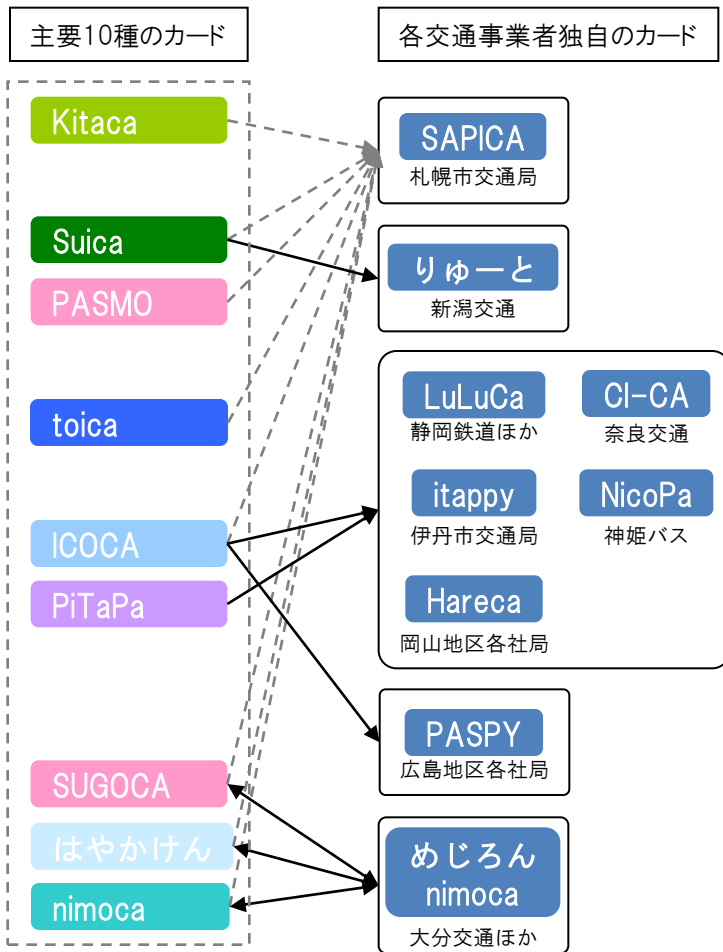 主要10種のカード
各交通事業者独自のカード
Kitaca
Suica
PASMO
toica
ICOCA
PiTaPa
SUGOCA
はやかけん
nimoca
SAPICA
札幌市交通局
りゅーと
新潟交通
LuLuCa
静岡鉄道ほか
CI-CA
奈良交通
itappy
伊丹市交通局
NicoPa
神姫バス
Hareca
岡山地区各社局
PASPY
広島地区各社局
めじろん
nimoca
大分交通ほか